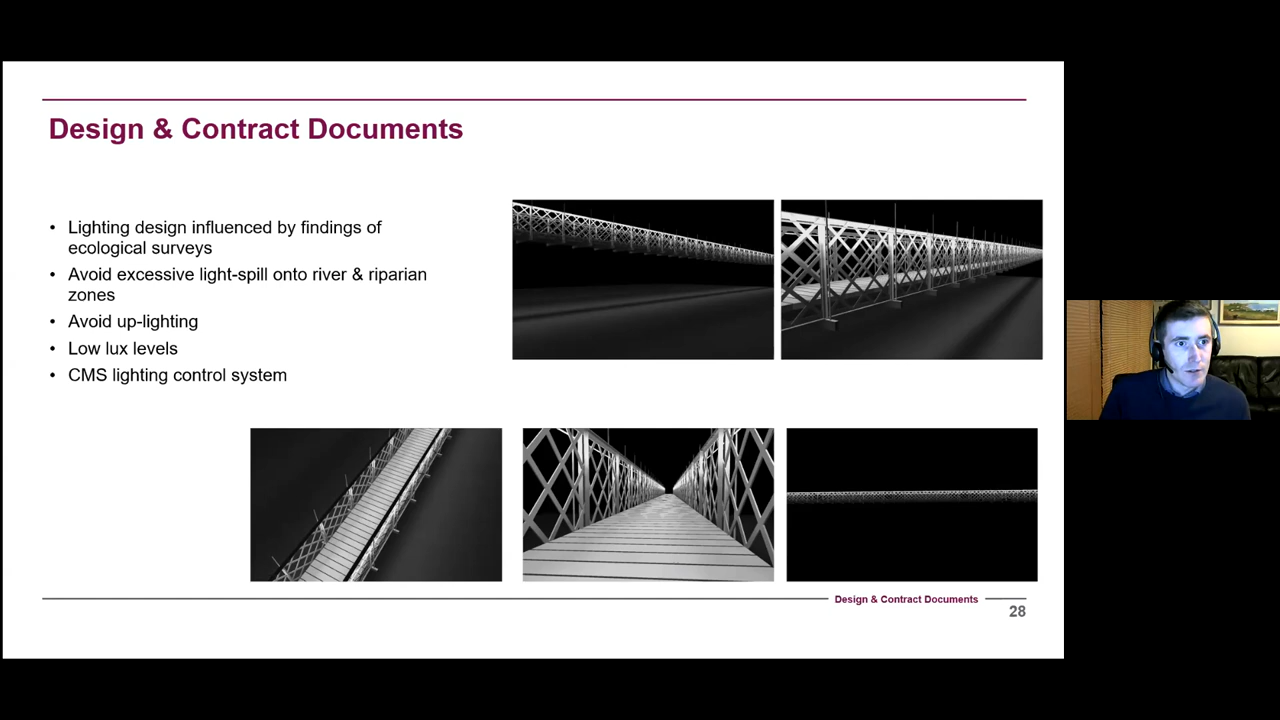 Design & Contract Documents
• Lighting design influenced by findings of
ecological surveys
• Avoid excessive light-spill onto river & riparian
zones
• Avoid up-lighting
• Low lux levels
• CMS lighting control system
Design & Contract Documents
28